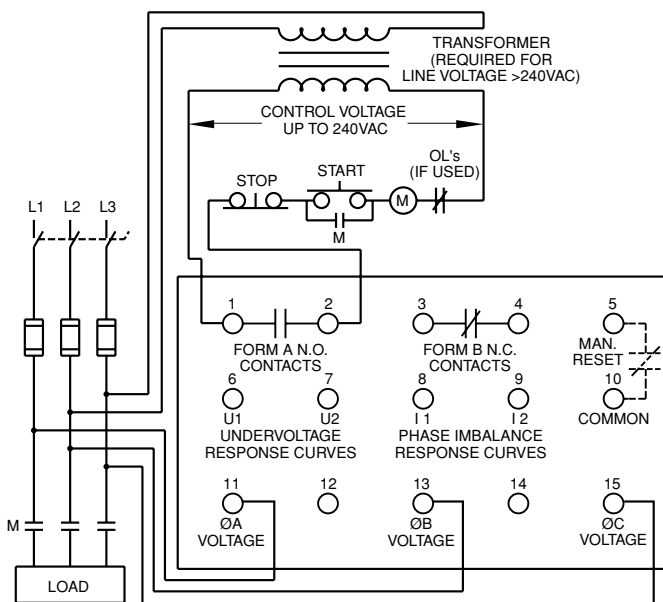 TRANSFORMER
(REQUIRED FOR
LINE VOLTAGE >240VAC)
CONTROL VOLTAGE
UP TO 240VAC
OL's
(IF USED)
STOP
START
M
M
L1 L2 L3
1 2 3 4 5
FORM A N.O.
CONTACTS
FORM B N.C.
CONTACTS
MAN.
RESET
6 7 8 9 10
U1 U2 I 1 I 2 COMMON
UNDERVOLTAGE
RESPONSE CURVES
PHASE IMBALANCE
RESPONSE CURVES
11 12 13 14 15
ØA
VOLTAGE
ØB
VOLTAGE
ØC
VOLTAGE
M
LOAD